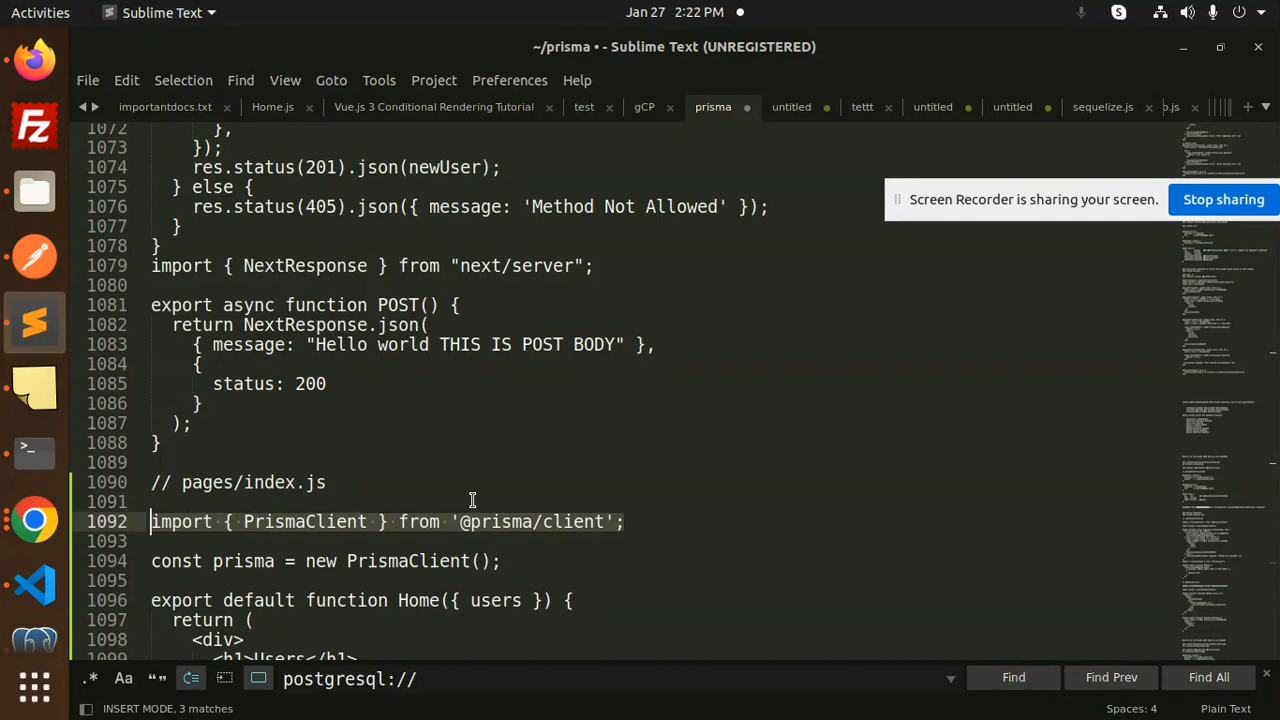 Activities
Sublime Text
Jan 27 2:22 PM
~/prisma • - Sublime Text (UNREGISTERED)
File Edit Selection Find View Goto Tools Project Preferences Help
importantdocs.txt Home.js Vue.js 3 Conditional Rendering Tutorial test gCP prisma untitled tettt untitled untitled sequelize.js
1072 },
1073 });
1074 res.status(201).json(newUser);
1075 } else {
1076 res.status(405).json({ message: 'Method Not Allowed' });
1077 }
1078 }
1079 import { NextResponse } from "next/server";
1080
1081 export async function POST() {
1082 return NextResponse.json(
1083 { message: "Hello world THIS IS POST BODY" },
1084 {
1085 status: 200
1086 }
1087 );
1088 }
1089
1090 // pages/index.js
1091
1092 import { PrismaClient } from '@prisma/client';
1093
1094 const prisma = new PrismaClient();
1095
1096 export default function Home({ users }) {
1097 return (
1098 <div>
1099 <h1>Users</h1>
Screen Recorder is sharing your screen.
Stop sharing
.* Aa postgresql://
Find Find Prev Find All
INSERT MODE, 3 matches
Spaces: 4
Plain Text